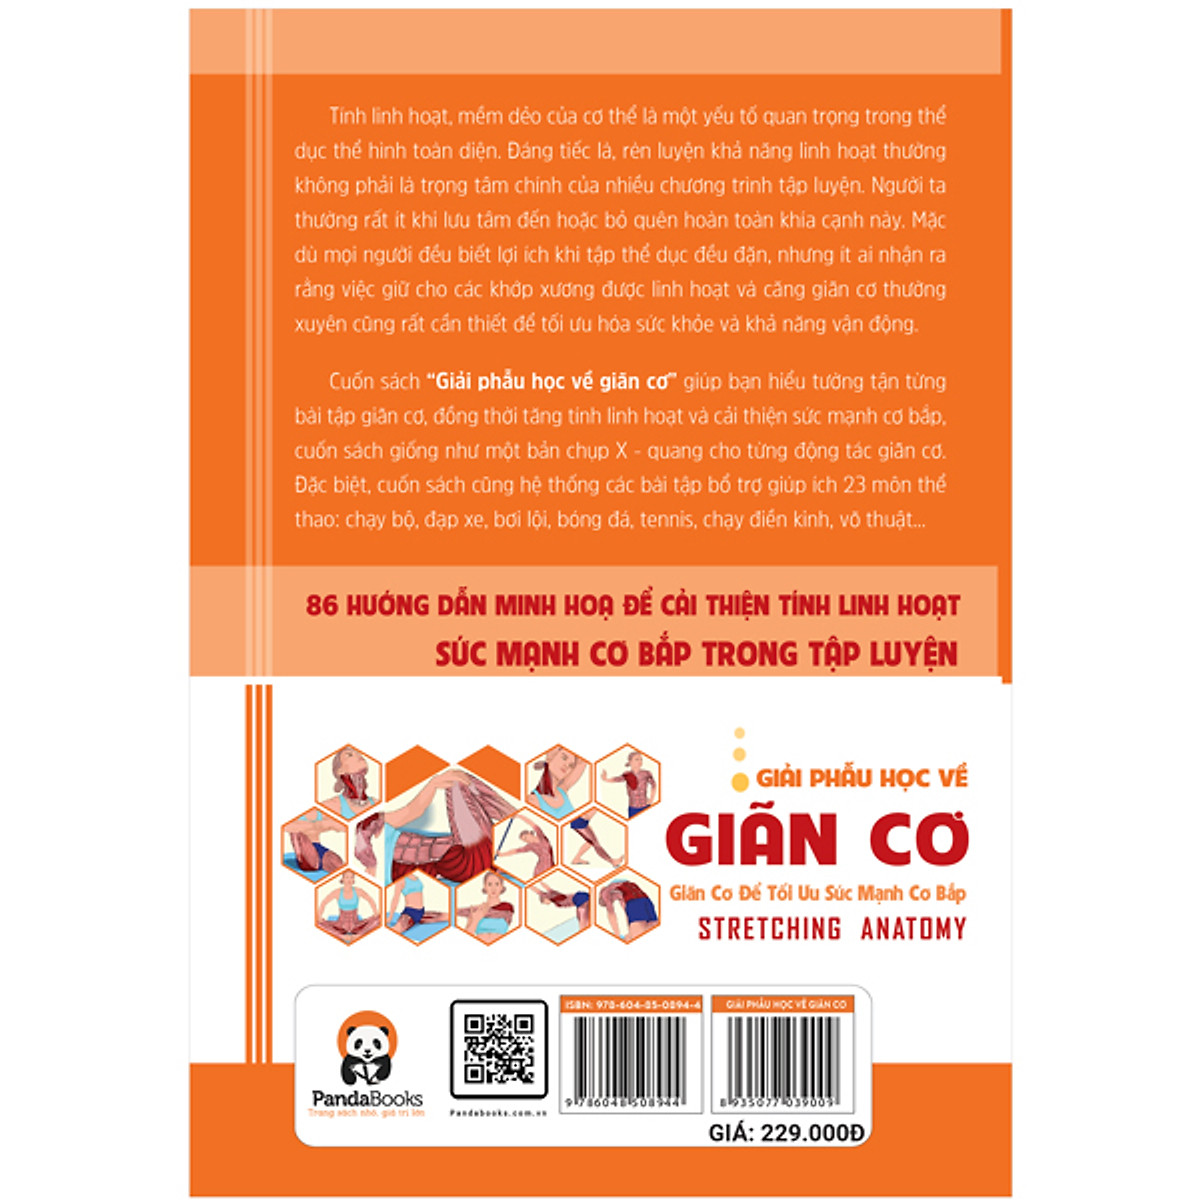 Tính linh hoạt, mềm dẻo của cơ thể là một yếu tố quan trọng trong thể
dục thể hình toàn diện. Đáng tiếc là, rèn luyện khả năng linh hoạt thường
không phải là trọng tâm chính của nhiều chương trình tập luyện. Người ta
thường rất ít khi lưu tâm đến hoặc bỏ quên hoàn toàn khía cạnh này. Mặc
dù mọi người đều biết lợi ích khi tập thể dục đều đặn, nhưng ít ai nhận ra
rằng việc giữ cho các khớp xương được linh hoạt và căng giãn cơ thường
xuyên cũng rất cần thiết để tối ưu hóa sức khỏe và khả năng vận động.
Cuốn sách “Giải phẫu học về giãn cơ” giúp bạn hiểu tường tận từng
bài tập giãn cơ, đồng thời tăng tính linh hoạt và cải thiện sức mạnh cơ bắp,
cuốn sách giống như một bản chụp X - quang cho từng động tác giãn cơ.
Đặc biệt, cuốn sách cũng hệ thống các bài tập bổ trợ giúp ích 23 môn thể
thao: chạy bộ, đạp xe, bơi lội, bóng đá, tennis, chạy điền kinh, võ thuật...
86 HƯỚNG DẪN MINH HOẠ ĐỂ CẢI THIỆN TÍNH LINH HOẠT
SỨC MẠNH CƠ BẮP TRONG TẬP LUYỆN
GIẢI PHẪU HỌC VỀ
GIÃN CƠ
Giãn Cơ Để Tối Ưu Sức Mạnh Cơ Bắp
STRETCHING ANATOMY
ISBN: 978-604-85-0894-4
GIẢI PHẪU HỌC VỀ GIÃN CƠ
PandaBooks
Trang sách nhỏ, giá trị lớn
Pandabooks.com.vn
9 786048 508944
8 935077 039009
GIÁ: 229.000Đ